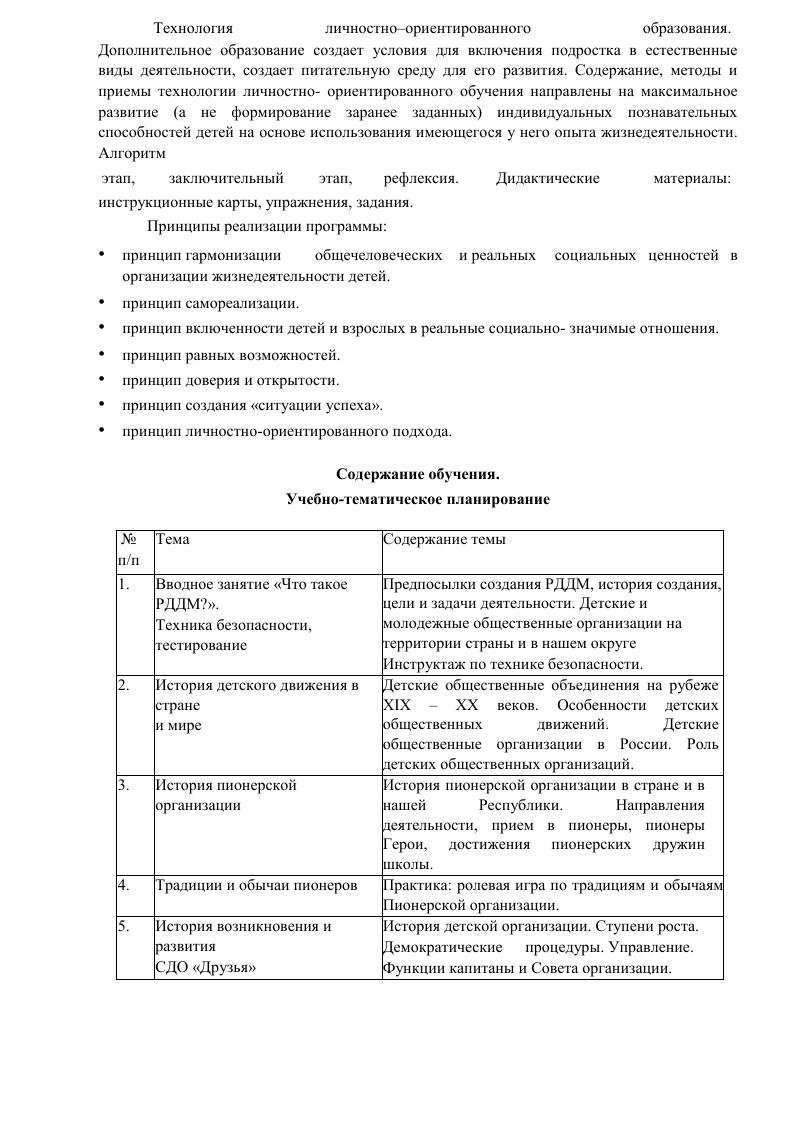 Технология личностно–ориентированного образования.
Дополнительное образование создает условия для включения подростка в естественные
виды деятельности, создает питательную среду для его развития. Содержание, методы и
приемы технологии личностно- ориентированного обучения направлены на максимальное
развитие (а не формирование заранее заданных) индивидуальных познавательных
способностей детей на основе использования имеющегося у него опыта жизнедеятельности.
Алгоритм
этап, заключительный этап, рефлексия. Дидактические материалы:
инструкционные карты, упражнения, задания.
Принципы реализации программы:
• принцип гармонизации общечеловеческих и реальных социальных ценностей в
организации жизнедеятельности детей.
• принцип самореализации.
• принцип включенности детей и взрослых в реальные социально- значимые отношения.
• принцип равных возможностей.
• принцип доверия и открытости.
• принцип создания «ситуации успеха».
• принцип личностно-ориентированного подхода.
Содержание обучения.
Учебно-тематическое планирование
№ Тема Содержание темы
п/п
1. Вводное занятие «Что такое Предпосылки создания РДДМ, история создания,
РДДМ?». цели и задачи деятельности. Детские и
Техника безопасности, молодежные общественные организации на
тестирование территории страны и в нашем округе
Инструктаж по технике безопасности.
2. История детского движения в Детские общественные объединения на рубеже
стране XIX – XX веков. Особенности детских
и мире общественных движений. Детские
общественные организации в России. Роль
детских общественных организаций.
3. История пионерской История пионерской организации в стране и в
организации нашей Республики. Направления
деятельности, прием в пионеры, пионеры
Герои, достижения пионерских дружин
школы.
4. Традиции и обычаи пионеров Практика: ролевая игра по традициям и обычаям
Пионерской организации.
5. История возникновения и История детской организации. Ступени роста.
развития Демократические процедуры. Управление.
СДО «Друзья» Функции капитаны и Совета организации.